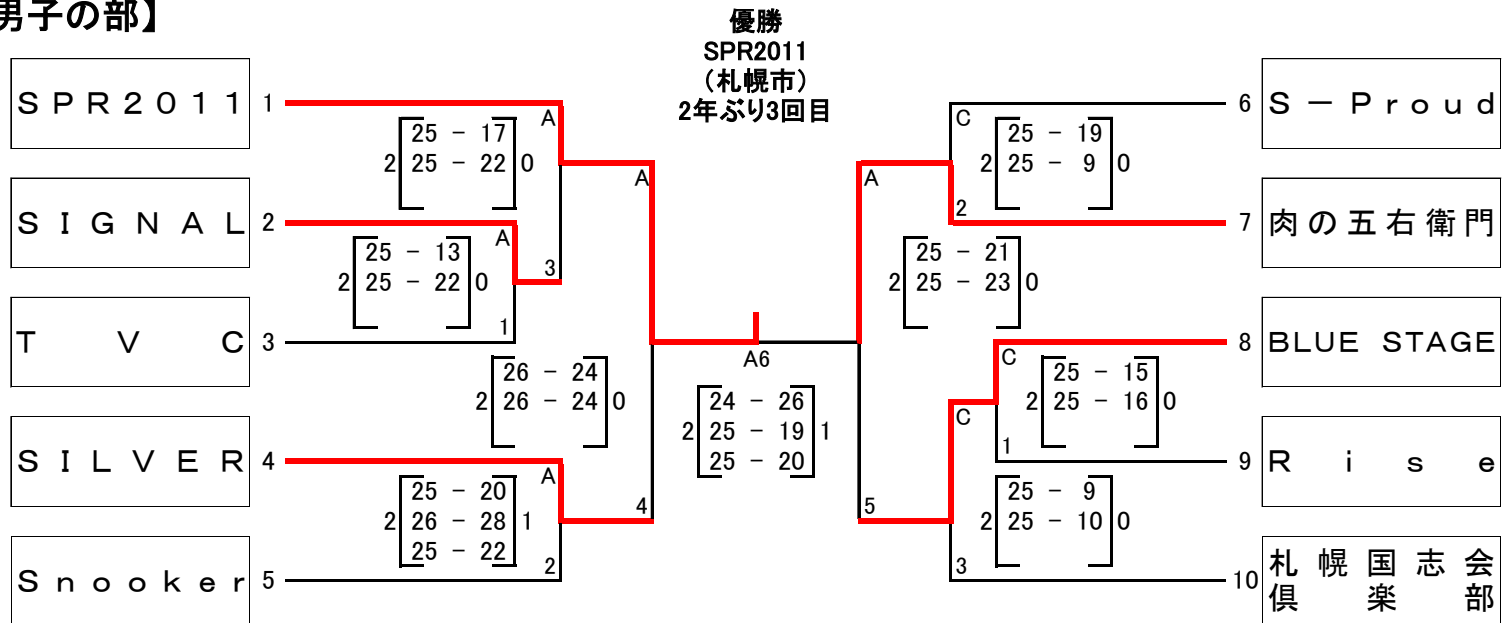 男子の部】
優勝
SPR2011
(札幌市)
2年ぶり3回目
SPR2011 1
A
25 - 17
2 25 - 22 0
SIGNAL 2
A
25 - 13
2 25 - 22 0
3
TVC 3
1
A
26 - 24
2 26 - 24 0
SILVER 4
A
25 - 20
2 26 - 28 1
25 - 22
4
Snooker 5
2
A6
24 - 26
2 25 - 19 1
25 - 20
6 S-Proud
C
25 - 19
2 25 - 9 0
A
2
7 肉の五右衛門
25 - 21
2 25 - 23 0
8 BLUE STAGE
C
25 - 15
2 25 - 16 0
C
1
9 Rise
25 - 9
2 25 - 10 0
5
3
10 札幌国志会
倶楽部